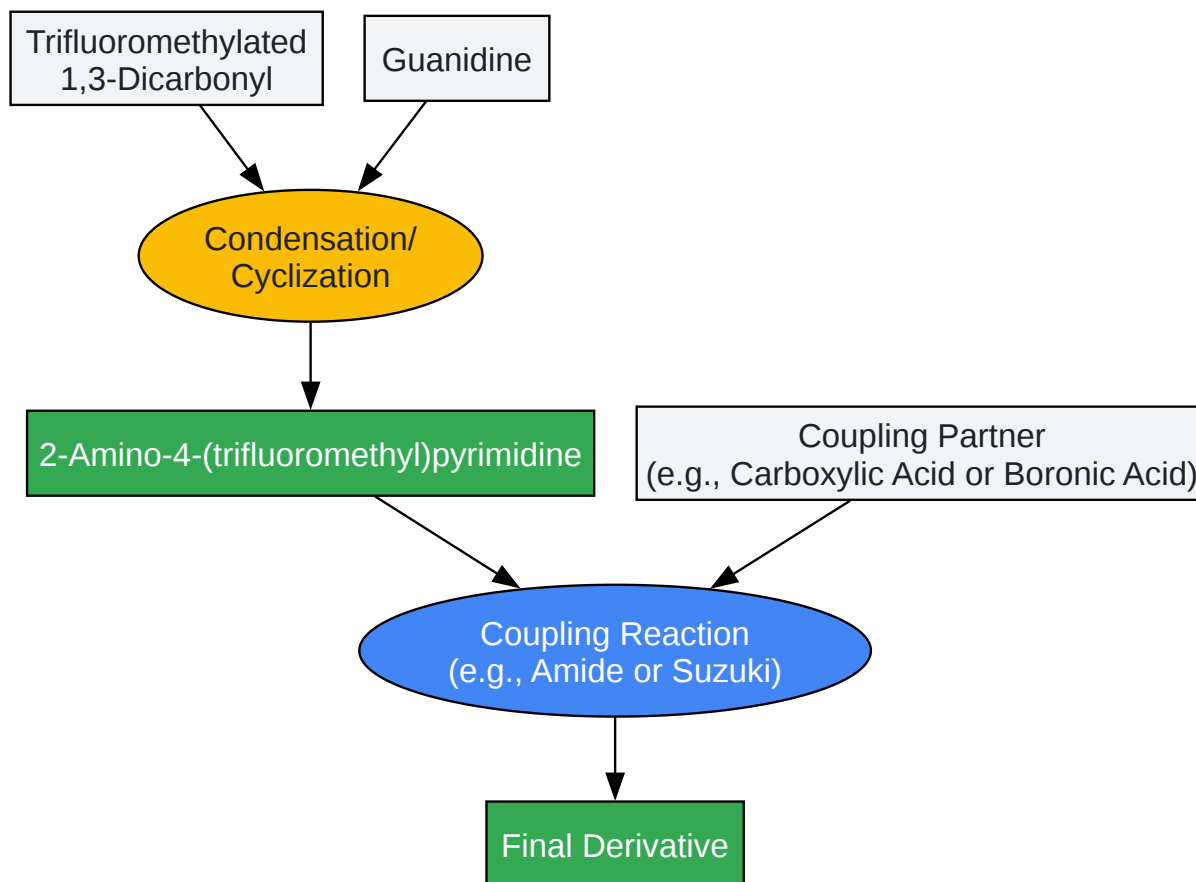 Trifluoromethylated
1,3-Dicarbonyl
Guanidine
Condensation/
Cyclization
2-Amino-4-(trifluoromethyl)pyrimidine
Coupling Partner
(e.g., Carboxylic Acid or Boronic Acid)
Coupling Reaction
(e.g., Amide or Suzuki)
Final Derivative